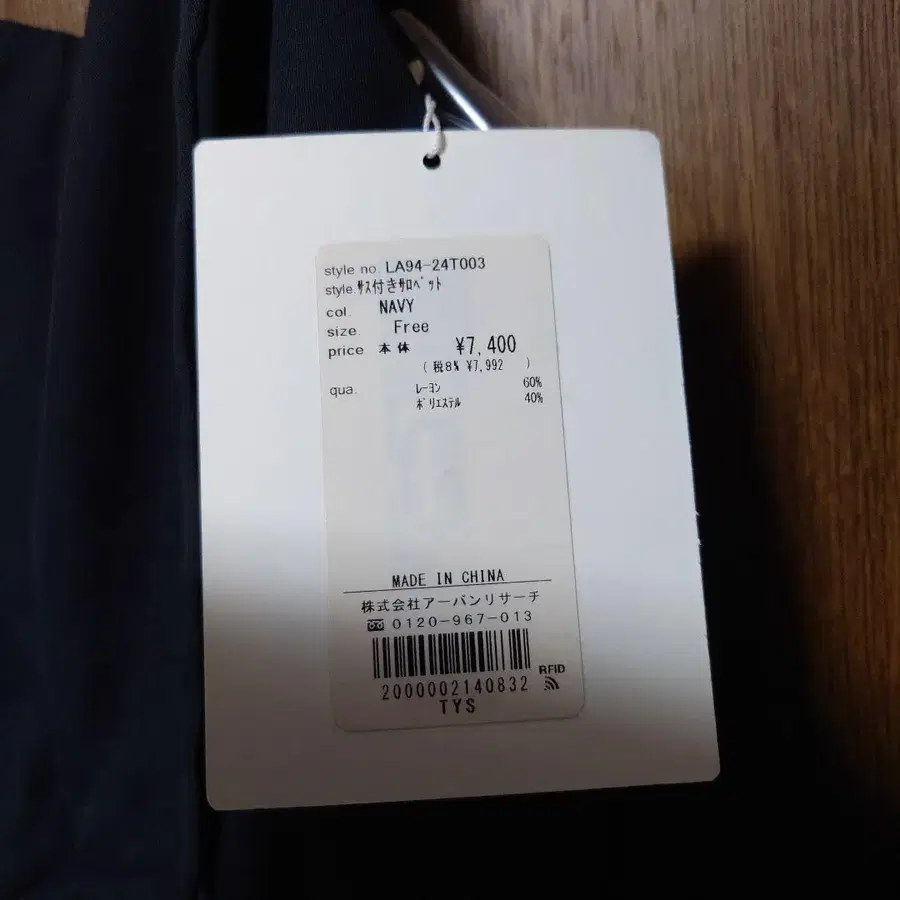 style no. LA94-24T003
style. ｻｽ付きｻﾛﾍﾟｯﾄ
col. NAVY
size. Free
price 本体 ¥7,400
( 税8% ¥7,992 )
qua. ﾚｰﾖﾝ 60%
ﾎﾟﾘｴｽﾃﾙ 40%
MADE IN CHINA
株式会社アーバンリサーチ
0120-967-013
RFID
2000002140832
TYS